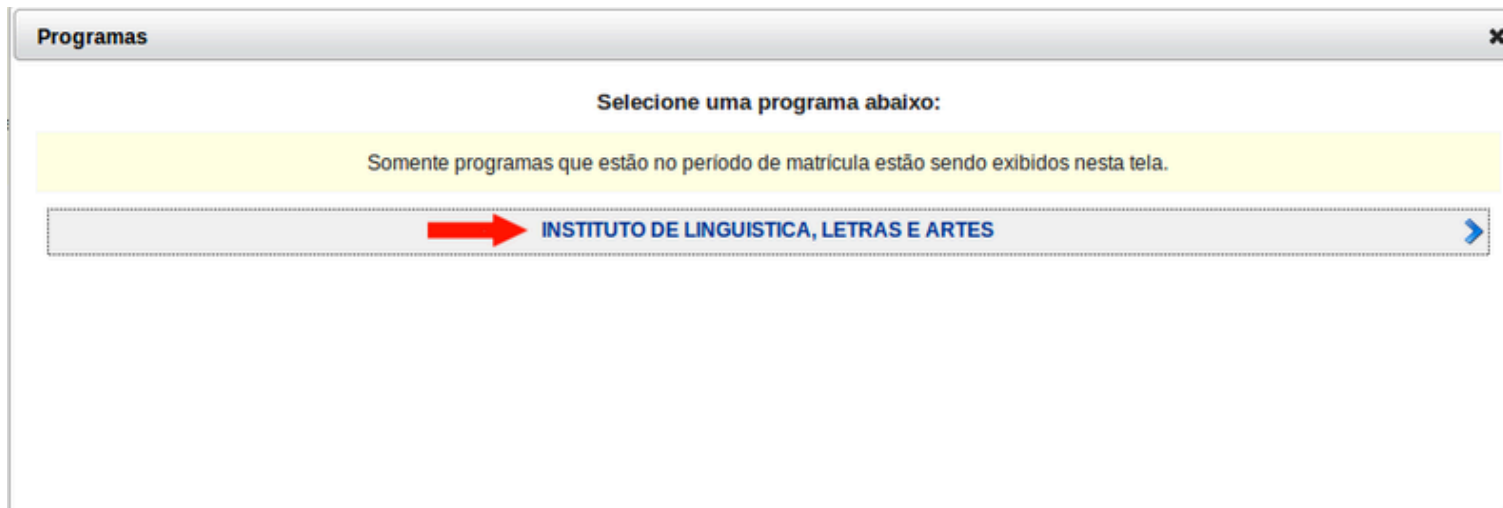 Programas
Selecione uma programa abaixo:
Somente programas que estão no período de matrícula estão sendo exibidos nesta tela.
INSTITUTO DE LINGUISTICA, LETRAS E ARTES